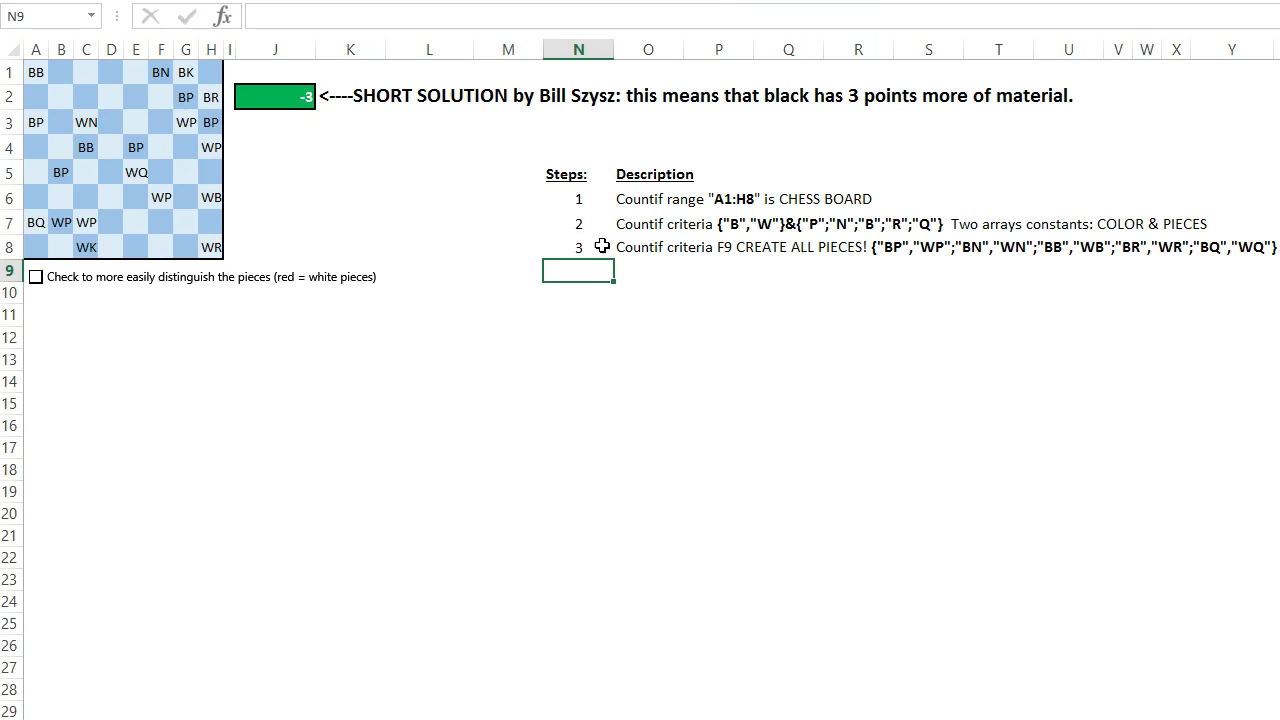 N9 fx
A B C D E F G H I J K L M N O P Q R S T U V W X Y
1 BB BN BK
2 BP BR -3 <----SHORT SOLUTION by Bill Szysz: this means that black has 3 points more of material.
3 BP WN WP BP
4 BB BP WP
5 BP WQ Steps: Description
6 WP WB 1 Countif range "A1:H8" is CHESS BOARD
7 BQ WP WP 2 Countif criteria {"B","W"}&{"P";"N";"B";"R";"Q"} Two arrays constants: COLOR & PIECES
8 WK WR 3 Countif criteria F9 CREATE ALL PIECES! {"BP","WP";"BN","WN";"BB","WB";"BR","WR";"BQ","WQ"}
9 Check to more easily distinguish the pieces (red = white pieces)
10
11
12
13
14
15
16
17
18
19
20
21
22
23
24
25
26
27
28
29